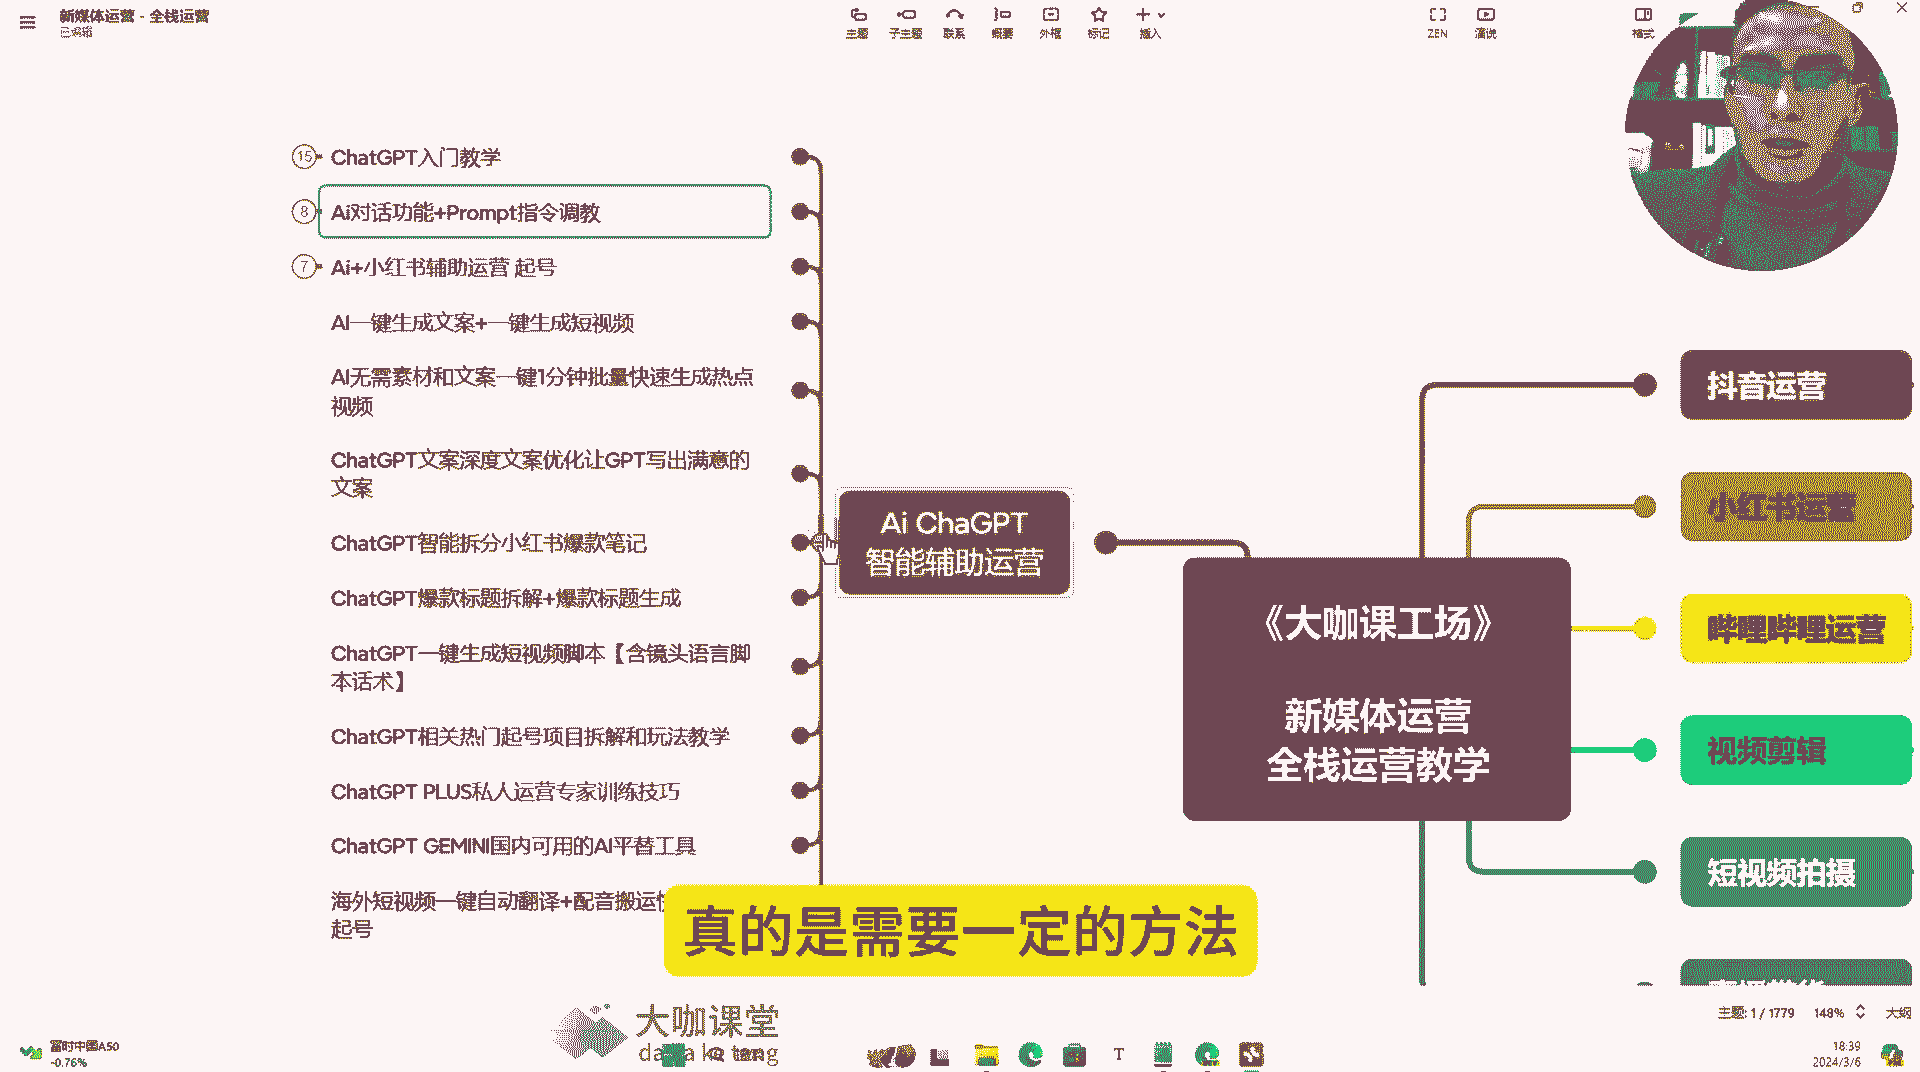 新媒体运营 - 全栈运营
已编辑
主题
子主题
联系
概要
外框
标记
插入
ZEN
演说
格式
15
ChatGPT入门教学
8
Ai对话功能+Prompt指令调教
7
Ai+小红书辅助运营 起号
AI一键生成文案+一键生成短视频
AI无需素材和文案一键1分钟批量快速生成热点
视频
ChatGPT文案深度文案优化让GPT写出满意的
文案
ChatGPT智能拆分小红书爆款笔记
ChatGPT爆款标题拆解+爆款标题生成
ChatGPT一键生成短视频脚本【含镜头语言脚
本话术】
ChatGPT相关热门起号项目拆解和玩法教学
ChatGPT PLUS私人运营专家训练技巧
ChatGPT GEMINI国内可用的AI平替工具
海外短视频一键自动翻译+配音搬运
起号
Ai ChaGPT
智能辅助运营
《大咖课工场》
新媒体运营
全栈运营教学
抖音运营
小红书运营
哔哩哔哩运营
视频剪辑
短视频拍摄
真的是需要一定的方法
大咖课堂
主题: 1 / 1779
148%
大纲
富时中国A50
-0.76%
18:39
2024/3/6